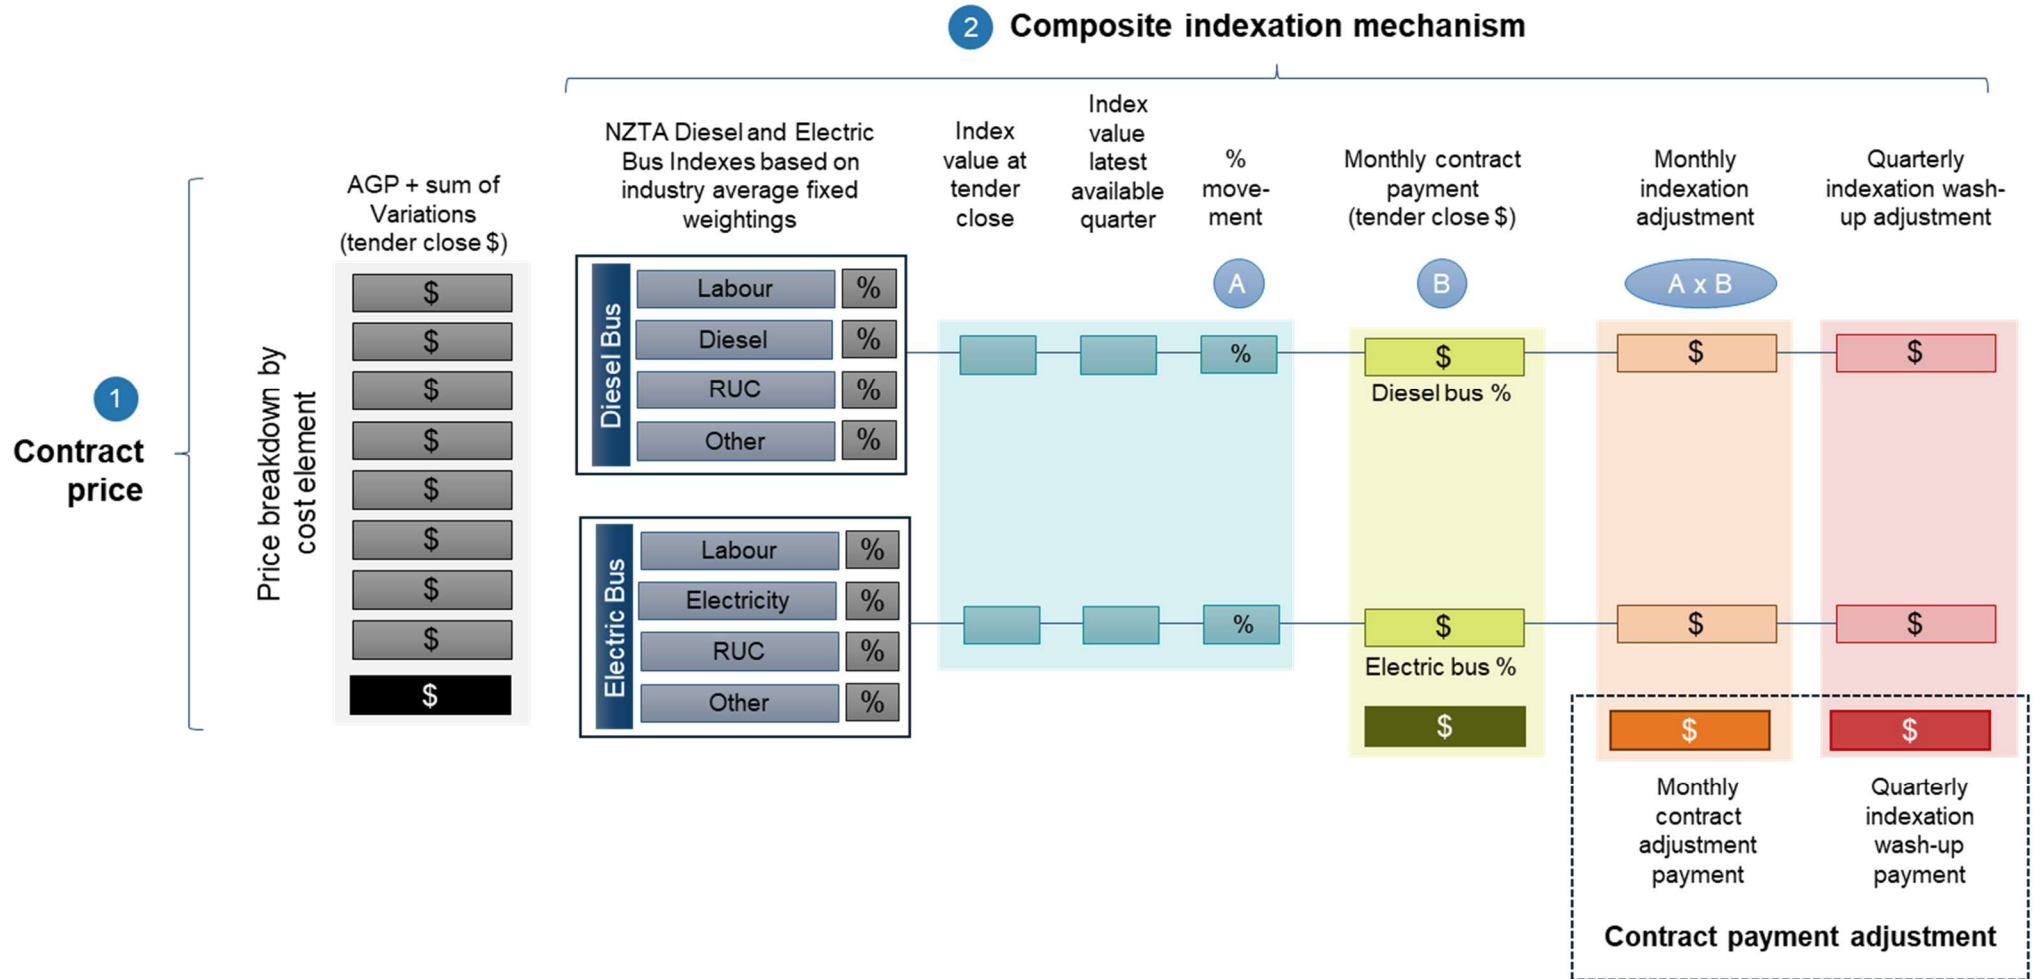 2 Composite indexation mechanism
1
Contract
price
Price breakdown by
cost element
AGP + sum of
Variations
(tender close $)
$
$
$
$
$
$
$
$
$
NZTA Diesel and Electric
Bus Indexes based on
industry average fixed
weightings
Diesel Bus
Labour %
Diesel %
RUC %
Other %
Electric Bus
Labour %
Electricity %
RUC %
Other %
Index
value at
tender
close
Index
value
latest
available
quarter
%
move-
ment
A
%
%
Monthly contract
payment
(tender close $)
B
$
Diesel bus %
$
Electric bus %
$
Monthly
indexation
adjustment
A x B
$
$
$
Monthly
contract
adjustment
payment
Quarterly
indexation wash-
up adjustment
$
$
$
Quarterly
indexation
wash-up
payment
Contract payment adjustment